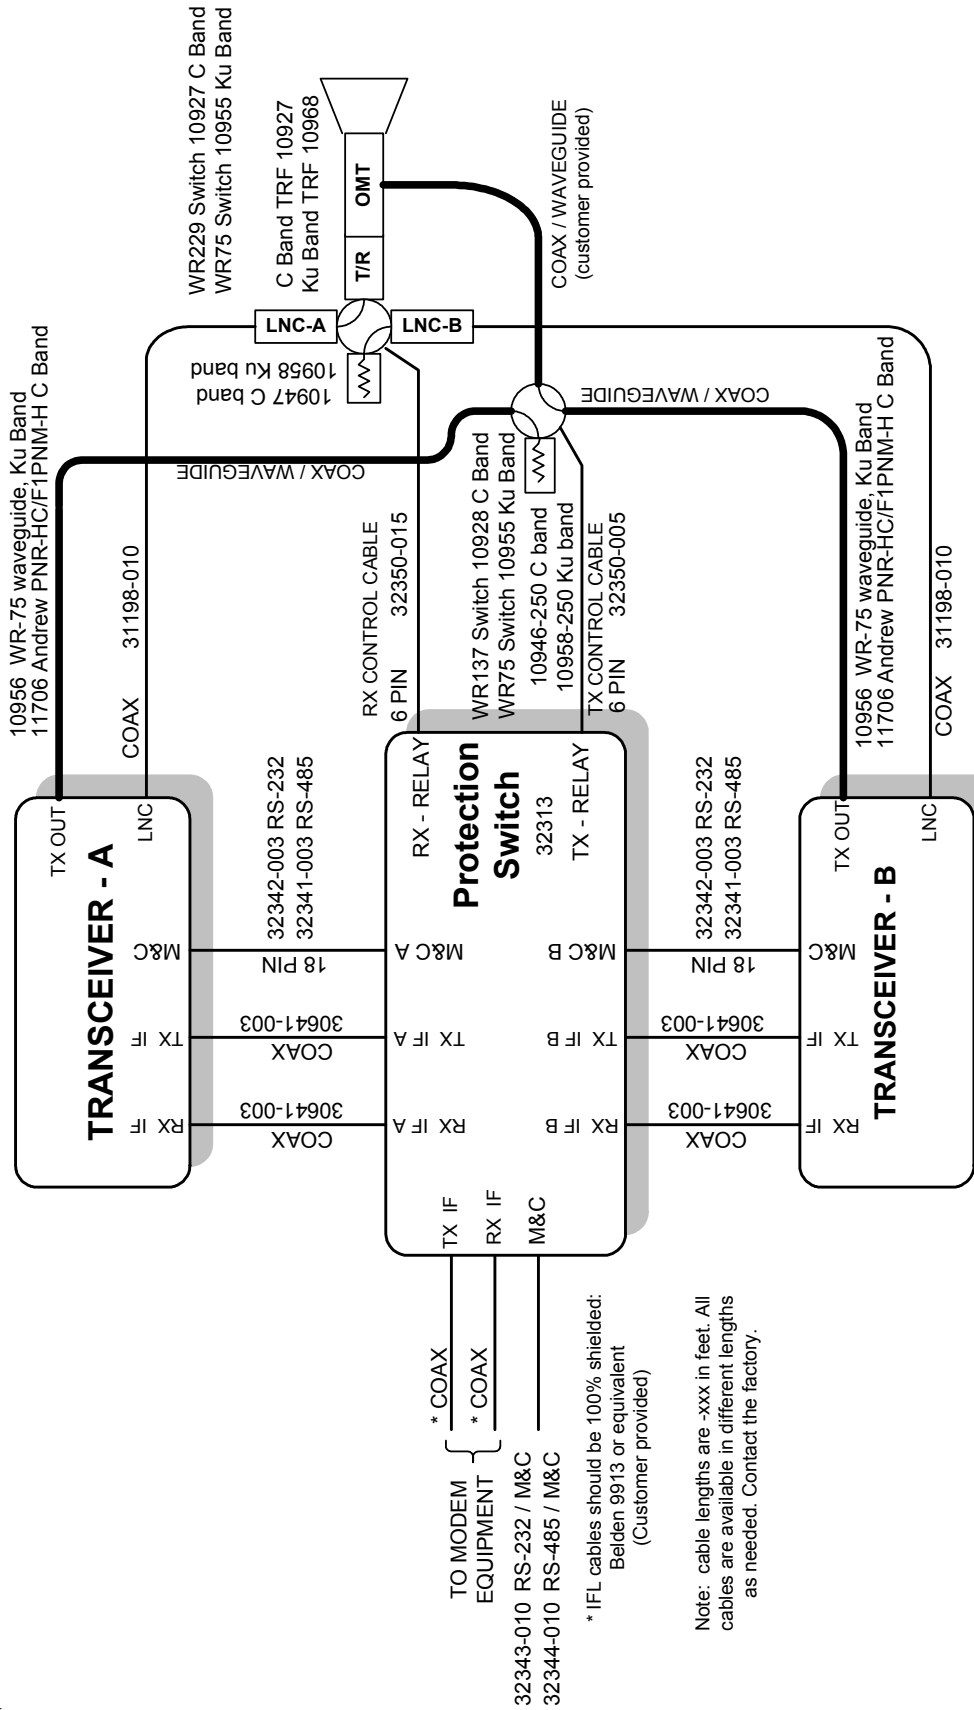 10956  WR-75 waveguide, Ku Band
11706 Andrew PNR-HC/F1PNM-H C Band
COAX   31198-010
WR229 Switch 10927 C Band
WR75 Switch 10955 Ku Band
C Band TRF 10927
Ku Band TRF 10968
TRANSCEIVER - A
TX OUT
LNC
M&C
TX IF
RX IF
LNC-A
LNC-B
T/R
OMT
10947 C band
10958 Ku band
COAX / WAVEGUIDE
COAX / WAVEGUIDE
(customer provided)
COAX / WAVEGUIDE
RX CONTROL CABLE
6 PIN   32350-015
WR137 Switch 10928 C Band
WR75 Switch 10955 Ku Band
10946-250 C band
10958-250 Ku band
TX CONTROL CABLE
6 PIN   32350-005
32342-003 RS-232
32341-003 RS-485
18 PIN
30641-003
COAX
30641-003
COAX
Protection
Switch
32313
RX - RELAY
TX - RELAY
M&C A
TX IF A
RX IF A
M&C B
TX IF B
RX IF B
TX IF
RX IF
M&C
* COAX
* COAX
TO MODEM
EQUIPMENT
32343-010  RS-232 / M&C
32344-010  RS-485 / M&C
* IFL cables should be 100% shielded:
Belden 9913 or equivalent
(Customer provided)
Note:  cable lengths are -xxx in feet. All
cables are available in different lengths
as needed. Contact the factory.
32342-003 RS-232
32341-003 RS-485
18 PIN
30641-003
COAX
30641-003
COAX
TRANSCEIVER - B
TX OUT
LNC
M&C
TX IF
RX IF
10956  WR-75 waveguide, Ku Band
11706 Andrew PNR-HC/F1PNM-H C Band
COAX   31198-010